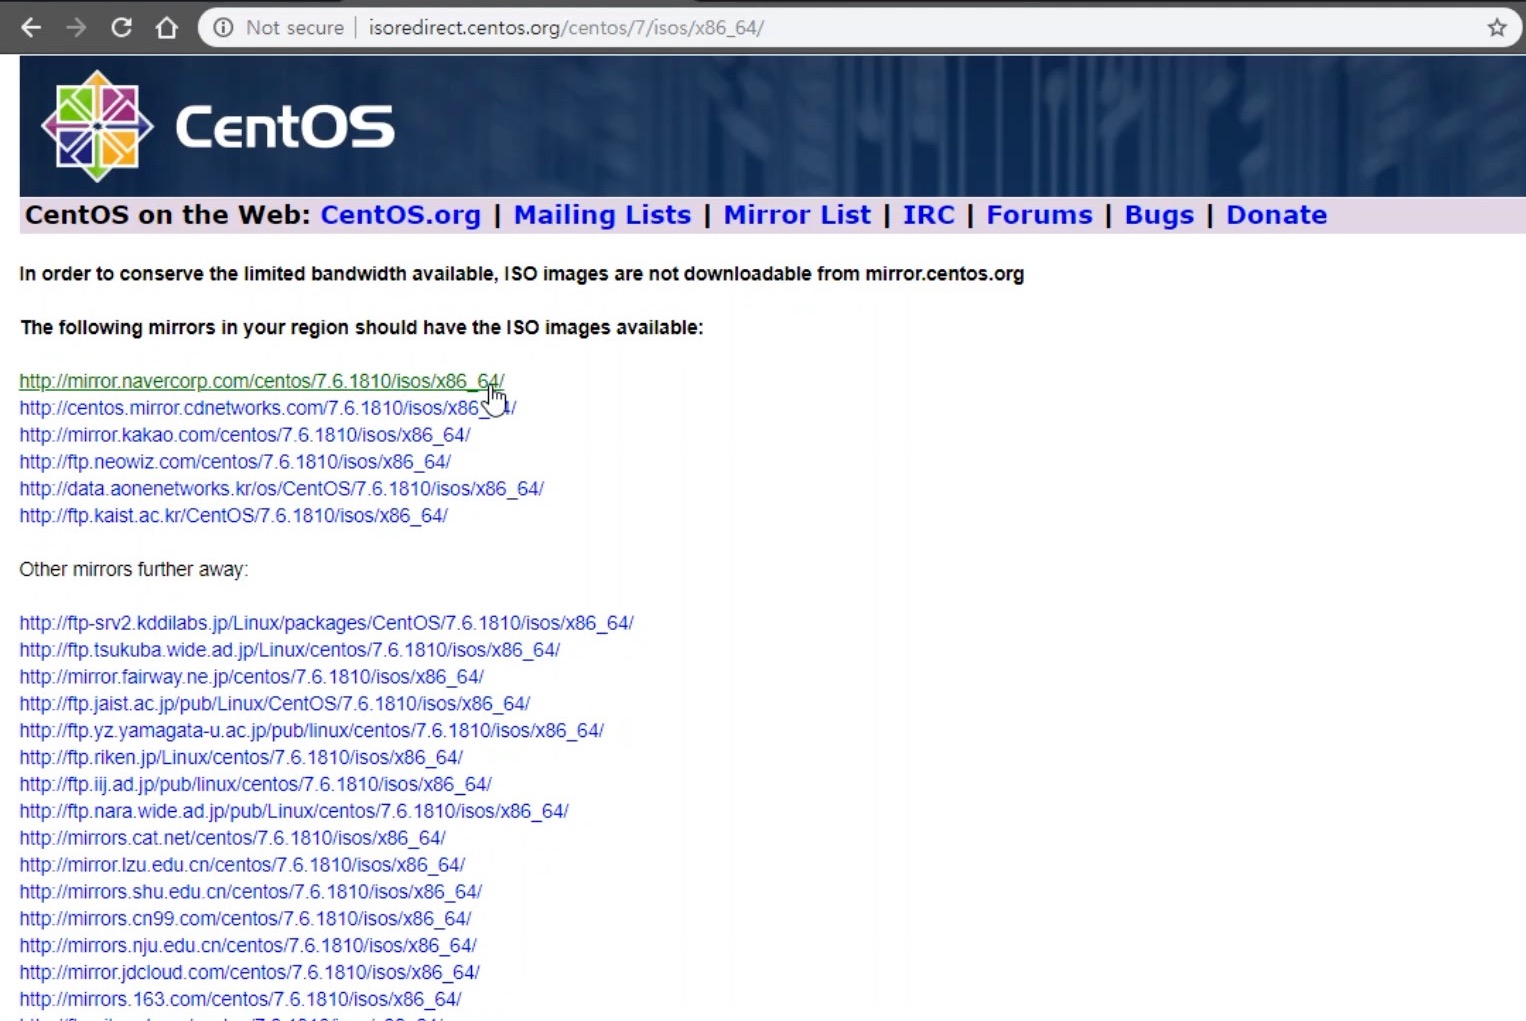 Not secure | isoredirect.centos.org/centos/7/isos/x86_64/
CentOS
CentOS on the Web: CentOS.org | Mailing Lists | Mirror List | IRC | Forums | Bugs | Donate
In order to conserve the limited bandwidth available, ISO images are not downloadable from mirror.centos.org
The following mirrors in your region should have the ISO images available:
http://mirror.navercorp.com/centos/7.6.1810/isos/x86_64/
http://centos.mirror.cdnetworks.com/7.6.1810/isos/x86_64/
http://mirror.kakao.com/centos/7.6.1810/isos/x86_64/
http://ftp.neowiz.com/centos/7.6.1810/isos/x86_64/
http://data.aonenetworks.kr/os/CentOS/7.6.1810/isos/x86_64/
http://ftp.kaist.ac.kr/CentOS/7.6.1810/isos/x86_64/
Other mirrors further away:
http://ftp-srv2.kddilabs.jp/Linux/packages/CentOS/7.6.1810/isos/x86_64/
http://ftp.tsukuba.wide.ad.jp/Linux/centos/7.6.1810/isos/x86_64/
http://mirror.fairway.ne.jp/centos/7.6.1810/isos/x86_64/
http://ftp.jaist.ac.jp/pub/Linux/CentOS/7.6.1810/isos/x86_64/
http://ftp.yz.yamagata-u.ac.jp/pub/linux/centos/7.6.1810/isos/x86_64/
http://ftp.riken.jp/Linux/centos/7.6.1810/isos/x86_64/
http://ftp.iij.ad.jp/pub/linux/centos/7.6.1810/isos/x86_64/
http://ftp.nara.wide.ad.jp/pub/Linux/centos/7.6.1810/isos/x86_64/
http://mirrors.cat.net/centos/7.6.1810/isos/x86_64/
http://mirror.lzu.edu.cn/centos/7.6.1810/isos/x86_64/
http://mirrors.shu.edu.cn/centos/7.6.1810/isos/x86_64/
http://mirrors.cn99.com/centos/7.6.1810/isos/x86_64/
http://mirrors.nju.edu.cn/centos/7.6.1810/isos/x86_64/
http://mirror.jdcloud.com/centos/7.6.1810/isos/x86_64/
http://mirrors.163.com/centos/7.6.1810/isos/x86_64/